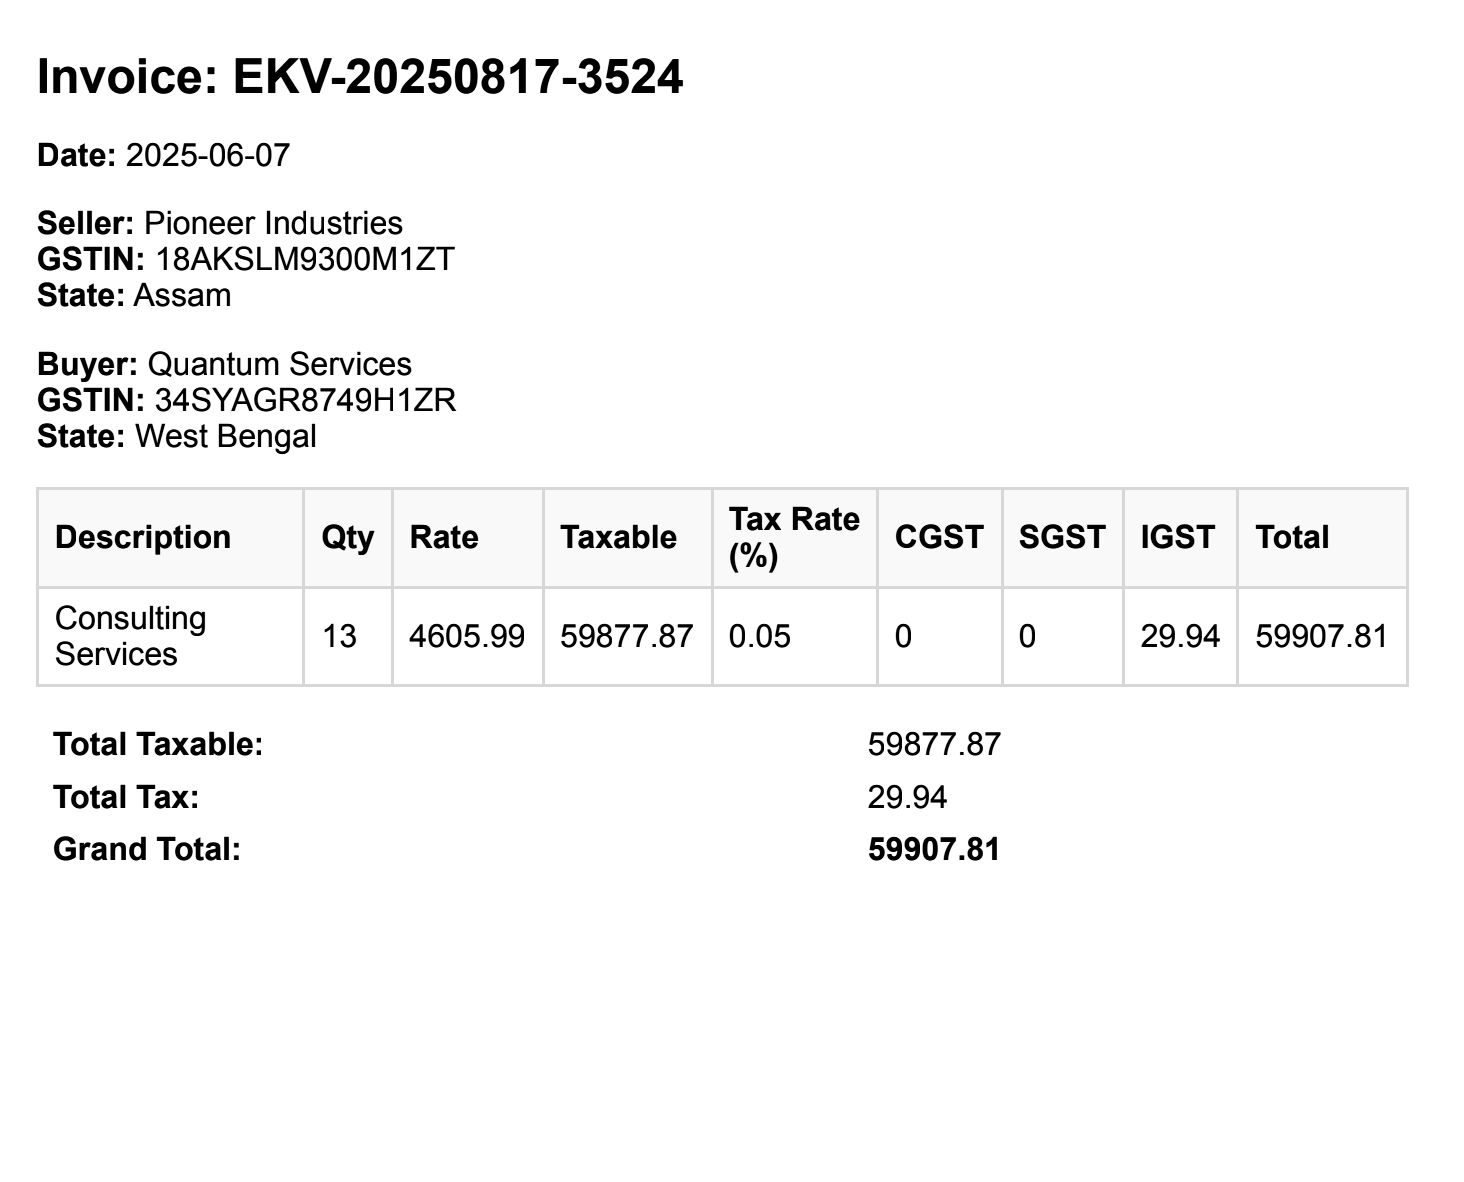 Invoice: EKV-20250817-3524
Date: 2025-06-07
Seller: Pioneer Industries
GSTIN: 18AKSLM9300M1ZT
State: Assam
Buyer: Quantum Services
GSTIN: 34SYAGR8749H1ZR
State: West Bengal
Description Qty Rate Taxable Tax Rate (%) CGST SGST IGST Total
Consulting Services 13 4605.99 59877.87 0.05 0 0 29.94 59907.81
Total Taxable: 59877.87
Total Tax: 29.94
Grand Total: 59907.81